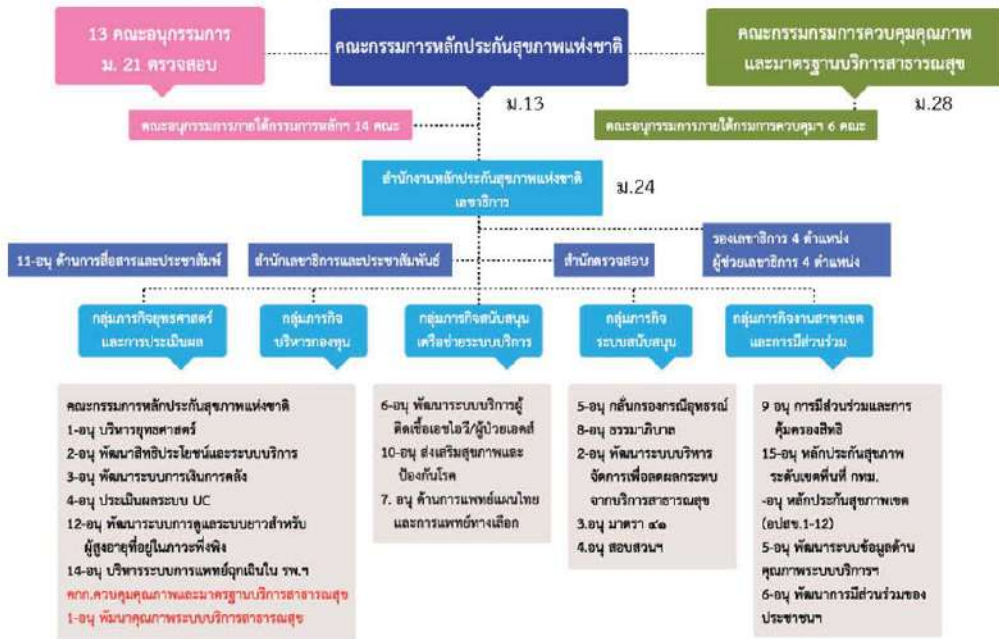 13 คณะอนุกรรมการ
ม. 21 ตรวจสอบ
คณะกรรมการหลักประกันสุขภาพแห่งชาติ
คณะกรรมกรมการควบคุมคุณภาพ
และมาตรฐานบริการสาธารณสุข
ม.13
ม.28
คณะอนุกรรมการภายใต้กรรมการหลักฯ 14 คณะ
คณะอนุกรรมการภายใต้กรมการควบคุมฯ 6 คณะ
สำนักงานหลักประกันสุขภาพแห่งชาติ
เลขาธิการ
ม.24
11-อนุ ด้านการสื่อสารและประชาสัมพ์
สำนักเลขาธิการและประชาสัมพันธ์
สำนักตรวจสอบ
รองเลขาธิการ 4 ตำแหน่ง
ผู้ช่วยเลขาธิการ 4 ตำแหน่ง
กลุ่มภารกิจยุทธศาสตร์
และการประเมินผล
กลุ่มภารกิจ
บริหารกองทุน
กลุ่มภารกิจสนับสนุน
เครือข่ายระบบบริการ
กลุ่มภารกิจ
ระบบสนับสนุน
กลุ่มภารกิจงานสาขาเขต
และการมีส่วนร่วม
คณะกรรมการหลักประกันสุขภาพแห่งชาติ
1-อนุ บริหารยุทธศาสตร์
2-อนุ พัฒนาสิทธิประโยชน์และระบบบริการ
3-อนุ พัฒนาระบบการเงินการคลัง
4-อนุ ประเมินผลระบบ UC
12-อนุ พัฒนาระบบการดูแลระบบยาวสำหรับ
ผู้สูงอายุที่อยู่ในภาวะพึ่งพิง
14-อนุ บริหารระบบการแพทย์ฉุกเฉินใน รพ.ฯ
คกก.ควบคุมคุณภาพและมาตรฐานบริการสาธารณสุข
1-อนุ พัมนาคุณภาพระบบบริการสาธารณสุข
6-อนุ พัฒนาระบบบริการผู้
ติดเชื้อเอชไอวี/ผู้ป่วยเอดส์
10-อนุ ส่งเสริมสุขภาพและ
ป้องกันโรค
7. อนุ ด้านการแพทย์แผนไทย
และการแพทย์ทางเลือก
5-อนุ กลั่นกรองกรณีอุทธรณ์
8-อนุ ธรรมาภิบาล
2-อนุ พัฒนาระบบบริหาร
จัดการเพื่อลดผลกระทบ
จากบริการสาธารณสุข
3.อนุ มาตรา ๔๑
4.อนุ สอบสวนฯ
9 อนุ การมีส่วนร่วมและการ
คุ้มครองสิทธิ
15-อนุ หลักประกันสุขภาพ
ระดับเขตพื้นที่ กทม.
-อนุ หลักประกันสุขภาพเขต
(อปสข.1-12)
5-อนุ พัฒนาระบบข้อมูลด้าน
คุณภาพระบบบริการฯ
6-อนุ พัฒนาการมีส่วนร่วมของ
ประชาชนฯ